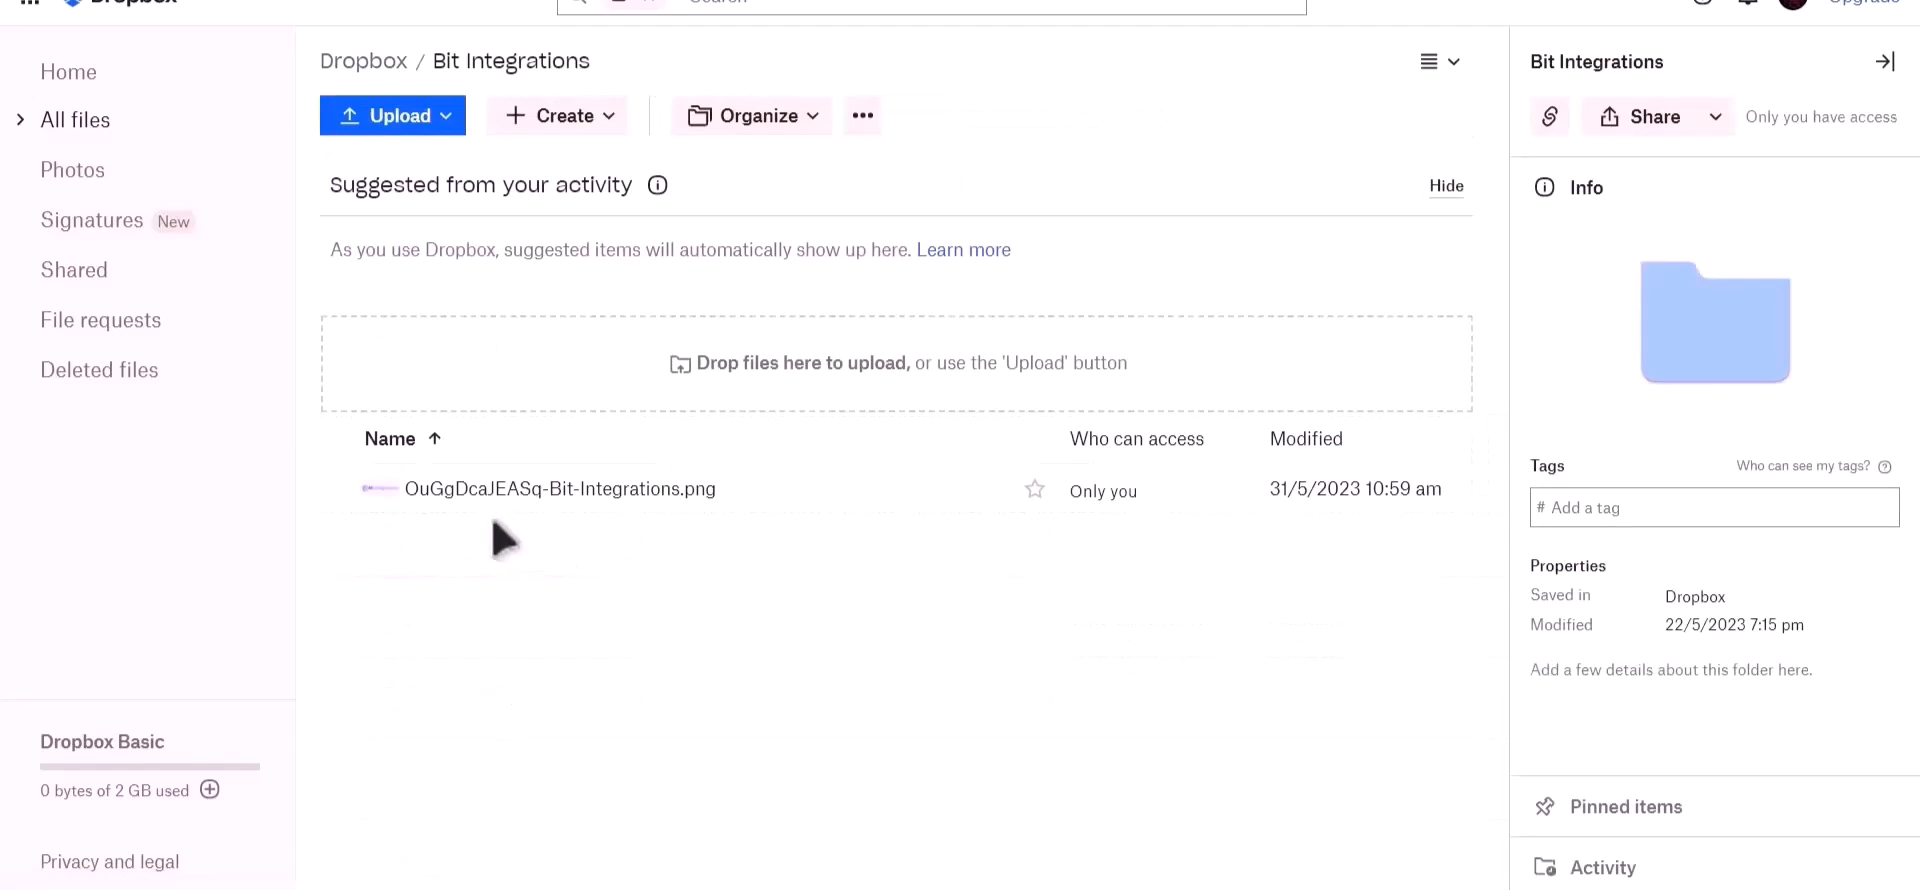 Dropbox
Search
Upgrade
Home
All files
Photos
Signatures New
Shared
File requests
Deleted files
Dropbox Basic
0 bytes of 2 GB used
Privacy and legal
Dropbox / Bit Integrations
Upload
Create
Organize
Suggested from your activity
Hide
As you use Dropbox, suggested items will automatically show up here. Learn more
Drop files here to upload, or use the 'Upload' button
Name Who can access Modified
OuGgDcaJEASq-Bit-Integrations.png Only you 31/5/2023 10:59 am
Bit Integrations
Share Only you have access
Info
Tags Who can see my tags?
# Add a tag
Properties
Saved in Dropbox
Modified 22/5/2023 7:15 pm
Add a few details about this folder here.
Pinned items
Activity